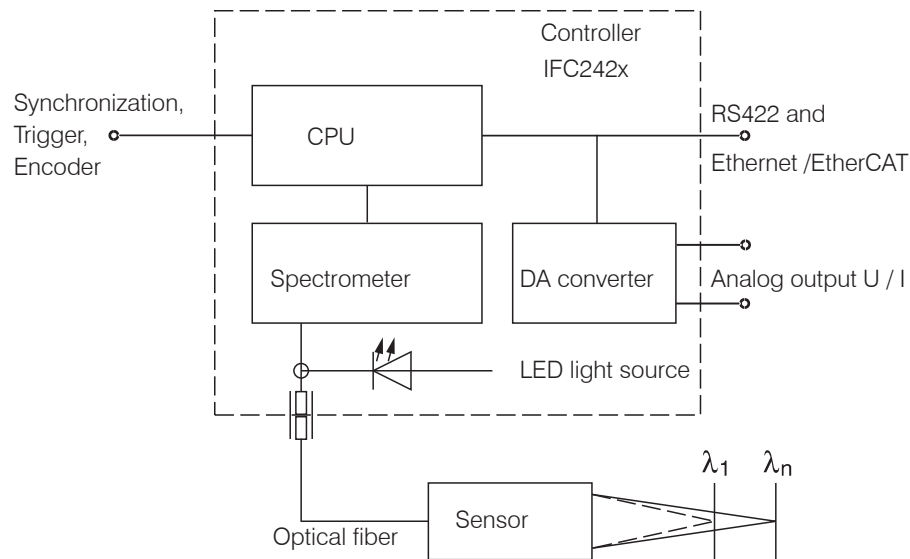 Controller
IFC242x
Synchronization,
Trigger,
Encoder
CPU
RS422 and
Ethernet /EtherCAT
Spectrometer
DA converter
Analog output U / I
LED light source
λ1
λn
Optical fiber
Sensor